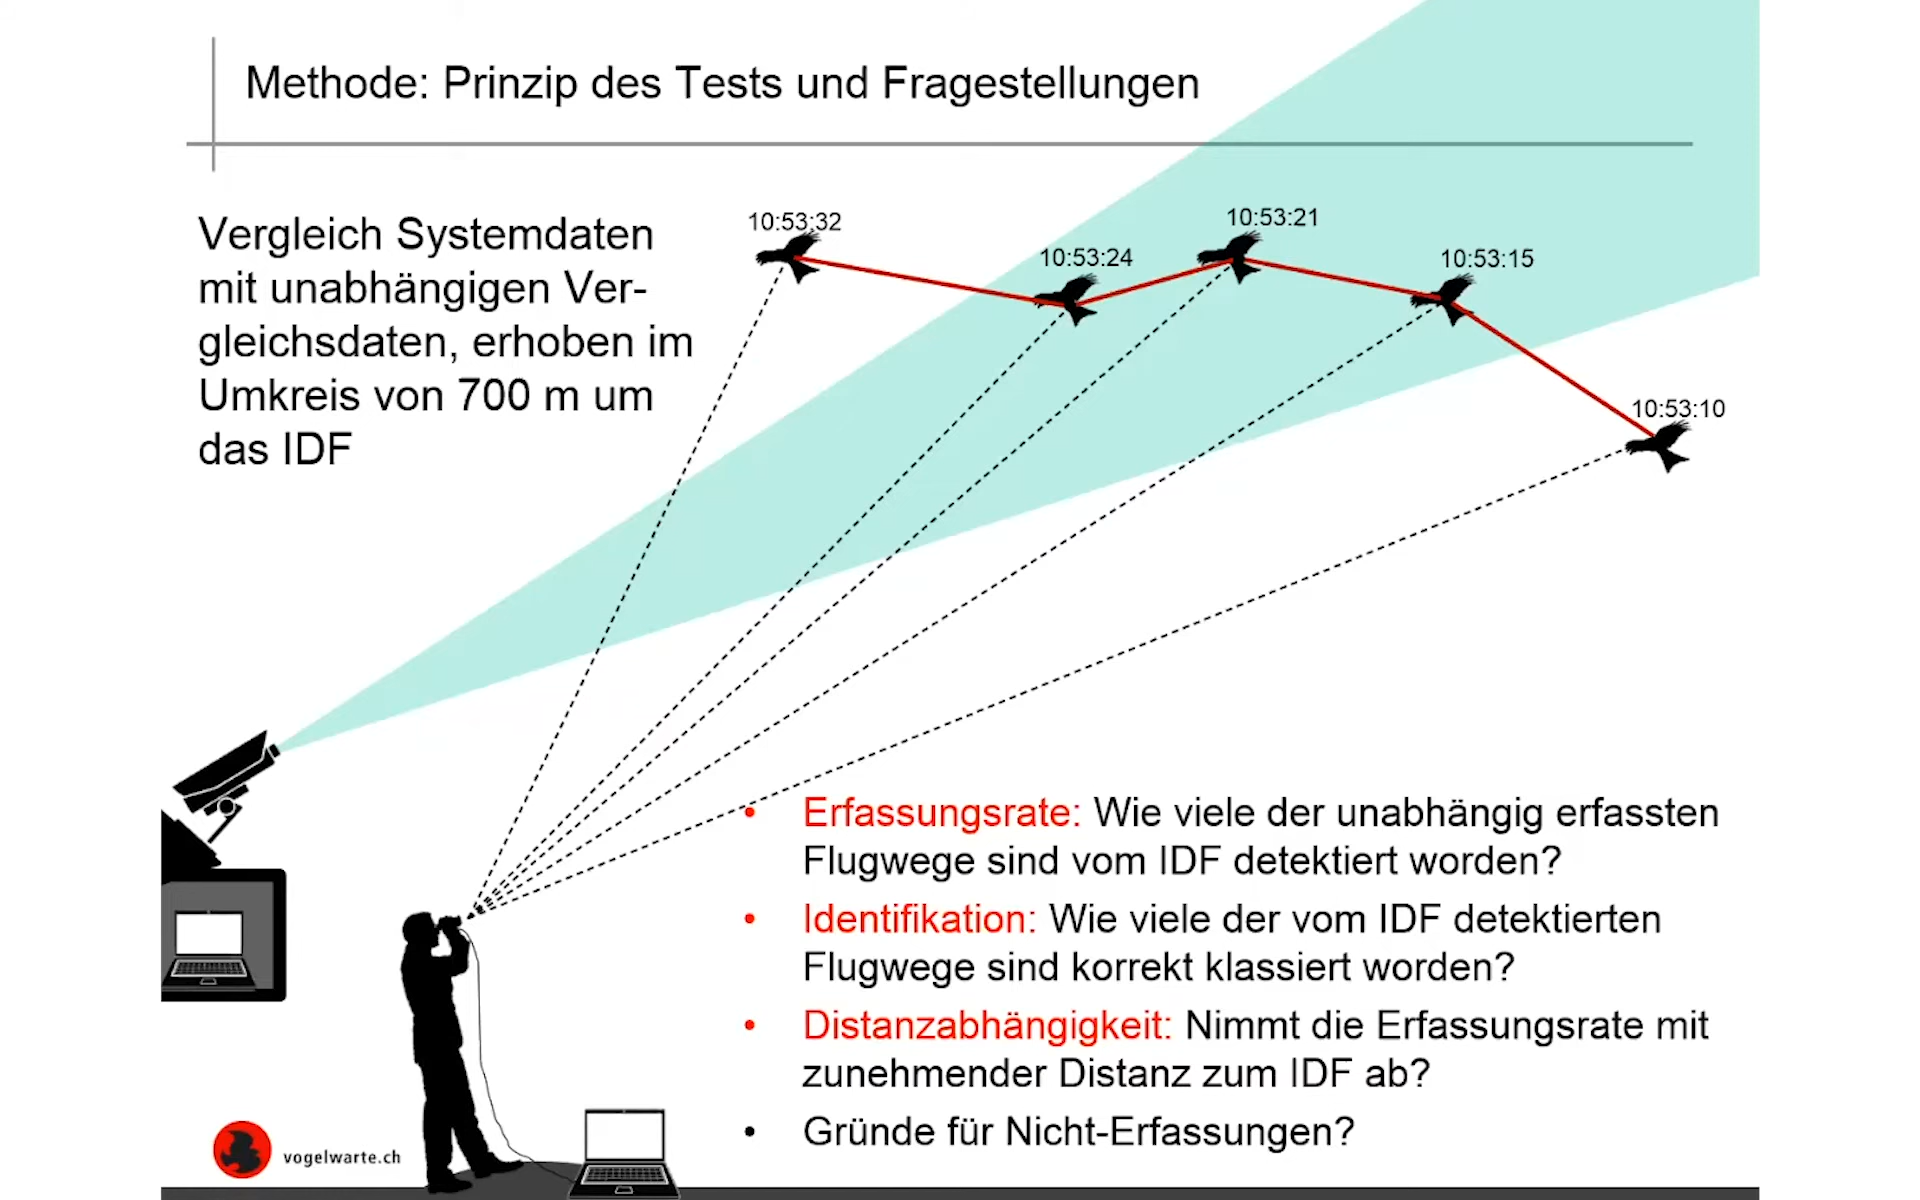 Methode: Prinzip des Tests und Fragestellungen
Vergleich Systemdaten
mit unabhängigen Ver-
gleichsdaten, erhoben im
Umkreis von 700 m um
das IDF
10:53:32
10:53:24
10:53:21
10:53:15
10:53:10
• Erfassungsrate: Wie viele der unabhängig erfassten
Flugwege sind vom IDF detektiert worden?
• Identifikation: Wie viele der vom IDF detektierten
Flugwege sind korrekt klassiert worden?
• Distanzabhängigkeit: Nimmt die Erfassungsrate mit
zunehmender Distanz zum IDF ab?
• Gründe für Nicht-Erfassungen?
vogelwarte.ch